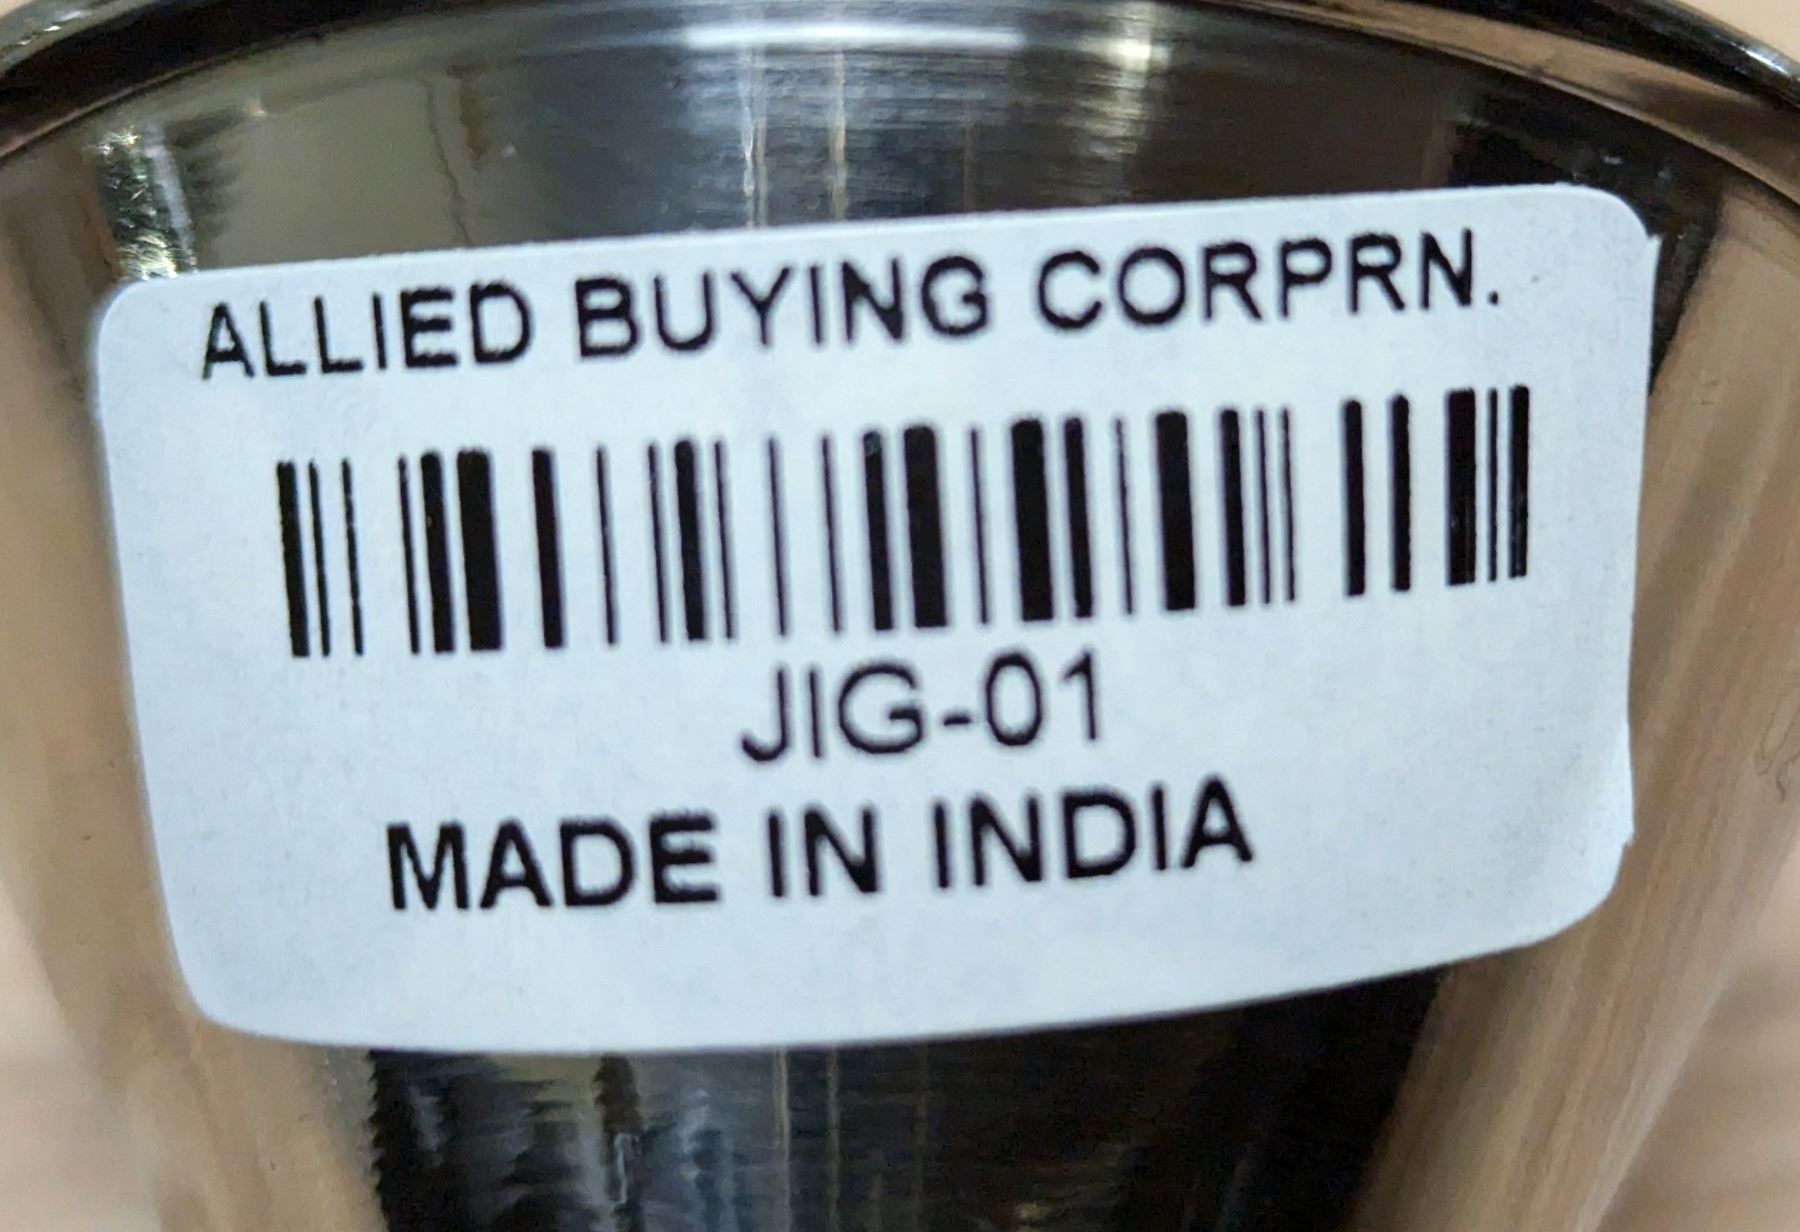 ALLIED BUYING CORPRN.
JIG-01
MADE IN INDIA